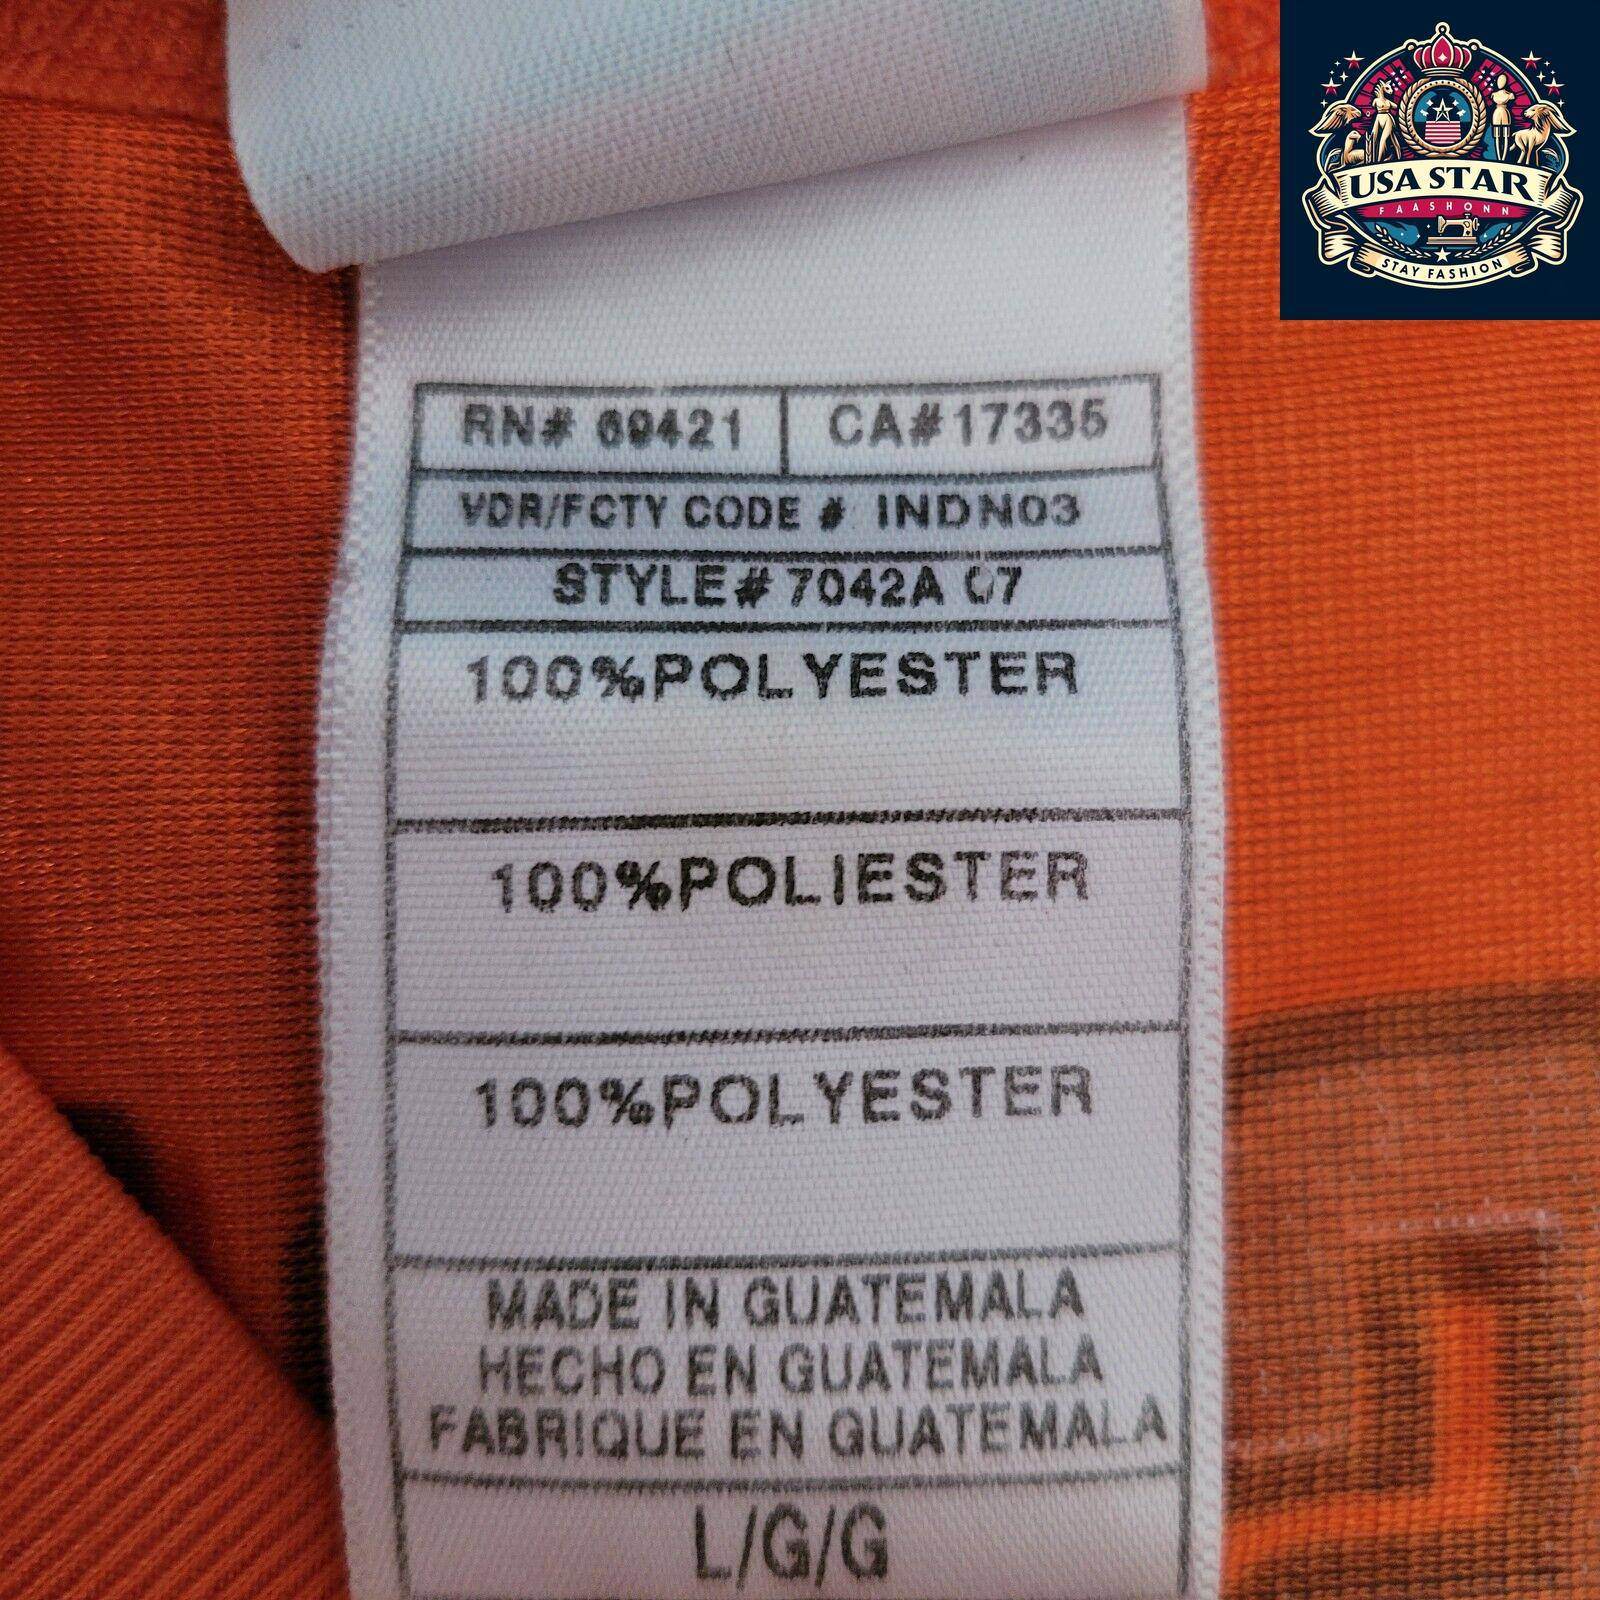 USA STAR
FAASHONN
STAY FASHION
RN# 69421 CA#17335
VDR/FCTY CODE # INDN03
STYLE# 7042A 07
100%POLYESTER
100%POLIESTER
100%POLYESTER
MADE IN GUATEMALA
HECHO EN GUATEMALA
FABRIQUE EN GUATEMALA
L/G/G